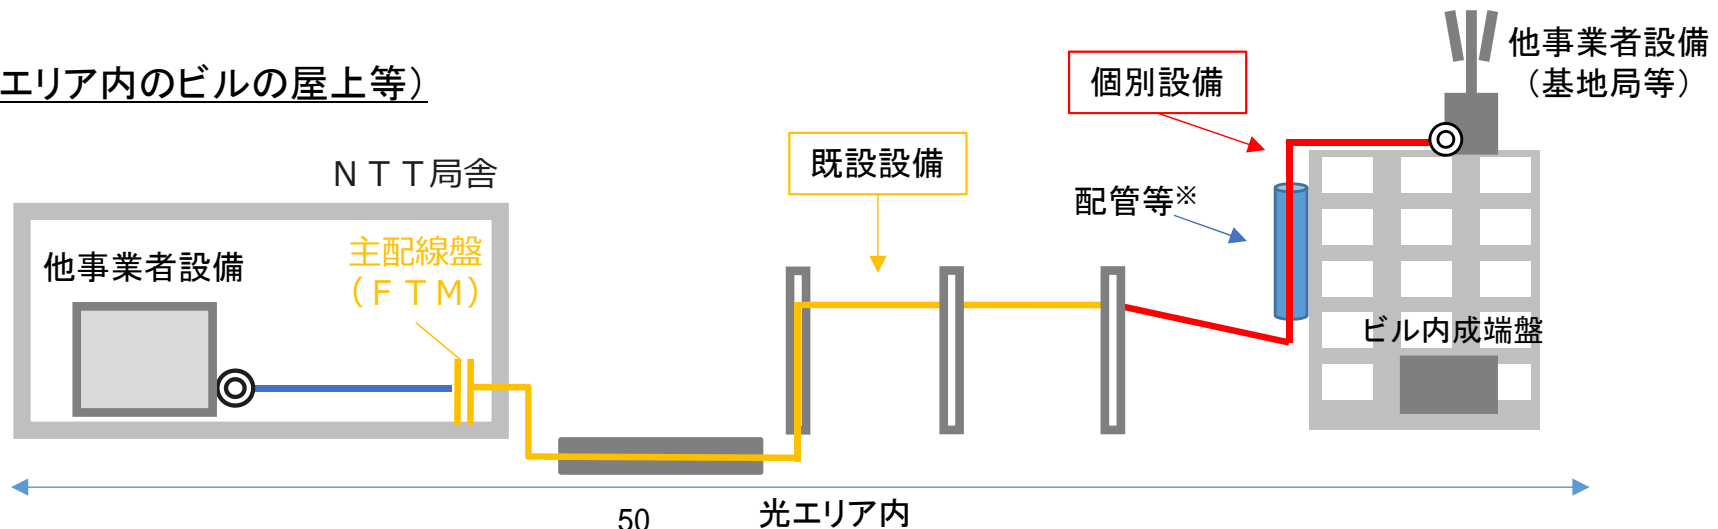 エリア内のビルの屋上等）
他事業者設備
（基地局等）
個別設備
既設設備
ＮＴＴ局舎
配管等※
他事業者設備
主配線盤
（ＦＴＭ）
ビル内成端盤
光エリア内
50